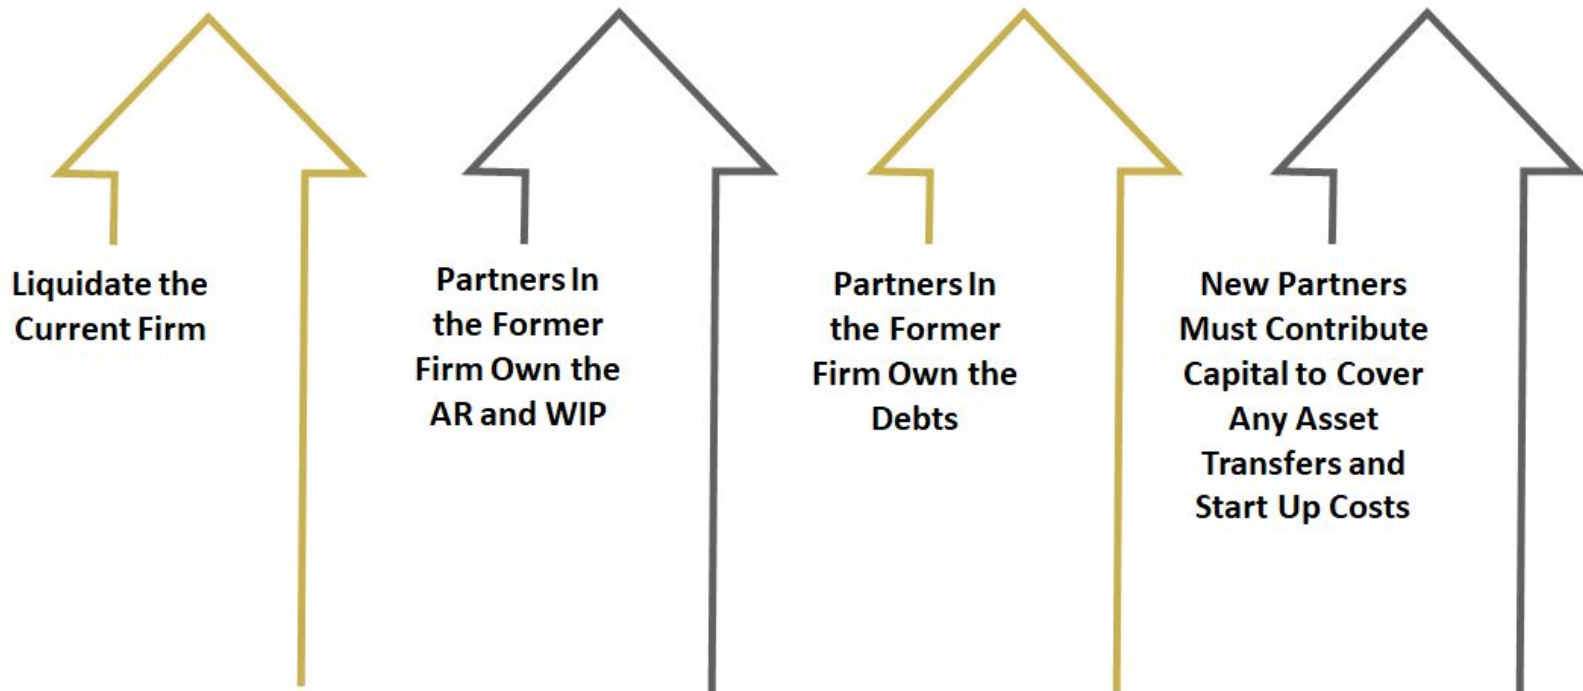 Liquidate the
Current Firm
Partners In
the Former
Firm Own the
AR and WIP
Partners In
the Former
Firm Own the
Debts
New Partners
Must Contribute
Capital to Cover
Any Asset
Transfers and
Start Up Costs